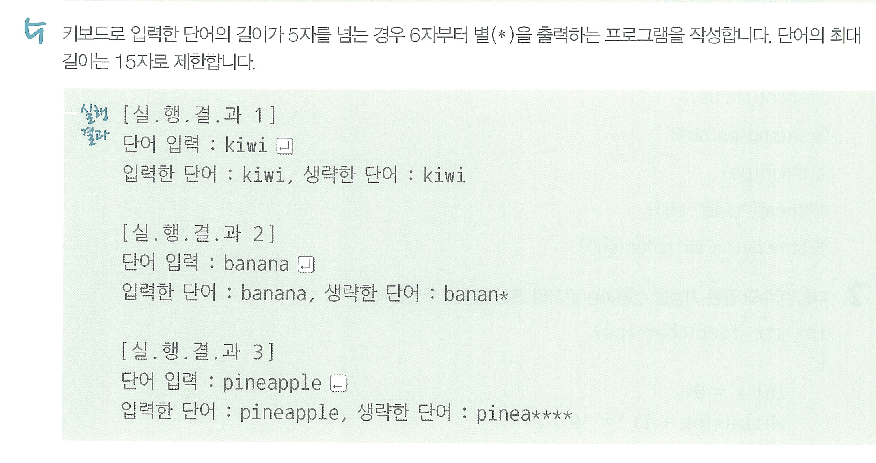 키보드로 입력한 단어의 길이가 5자를 넘는 경우 6자부터 별(*)을 출력하는 프로그램을 작성합니다. 단어의 최대
길이는 15자로 제한합니다.
실행
결과
[실.행.결.과 1]
단어 입력 : kiwi
입력한 단어 : kiwi, 생략한 단어 : kiwi
[실.행.결.과 2]
단어 입력 : banana
입력한 단어 : banana, 생략한 단어 : banan*
[실.행.결.과 3]
단어 입력 : pineapple
입력한 단어 : pineapple, 생략한 단어 : pinea****